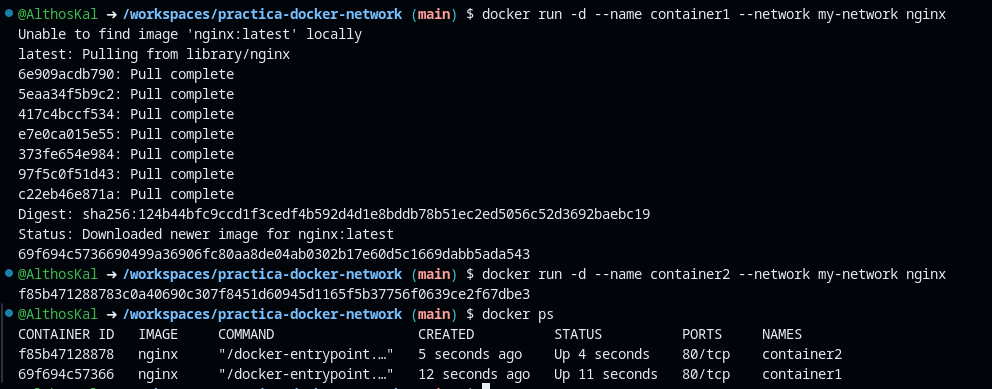 @AlthosKal ➜ /workspaces/practica-docker-network (main) $ docker run -d --name container1 --network my-network nginx
Unable to find image 'nginx:latest' locally
latest: Pulling from library/nginx
6e909acdb790: Pull complete
5eaa34f5b9c2: Pull complete
417c4bccf534: Pull complete
e7e0ca015e55: Pull complete
373fe654e984: Pull complete
97f5c0f51d43: Pull complete
c22eb46e871a: Pull complete
Digest: sha256:124b44bfc9ccd1f3cedf4b592d4d1e8bddb78b51ec2ed5056c52d3692baebc19
Status: Downloaded newer image for nginx:latest
69f694c5736690499a36906fc80aa8de04ab0302b17e60d5c1669dabb5ada543
@AlthosKal ➜ /workspaces/practica-docker-network (main) $ docker run -d --name container2 --network my-network nginx
f85b471288783c0a40690c307f8451d60945d1165f5b37756f0639ce2f67dbe3
@AlthosKal ➜ /workspaces/practica-docker-network (main) $ docker ps
CONTAINER ID   IMAGE     COMMAND                  CREATED          STATUS          PORTS     NAMES
f85b47128878   nginx     "/docker-entrypoint.…"   5 seconds ago    Up 4 seconds    80/tcp    container2
69f694c57366   nginx     "/docker-entrypoint.…"   12 seconds ago   Up 11 seconds   80/tcp    container1